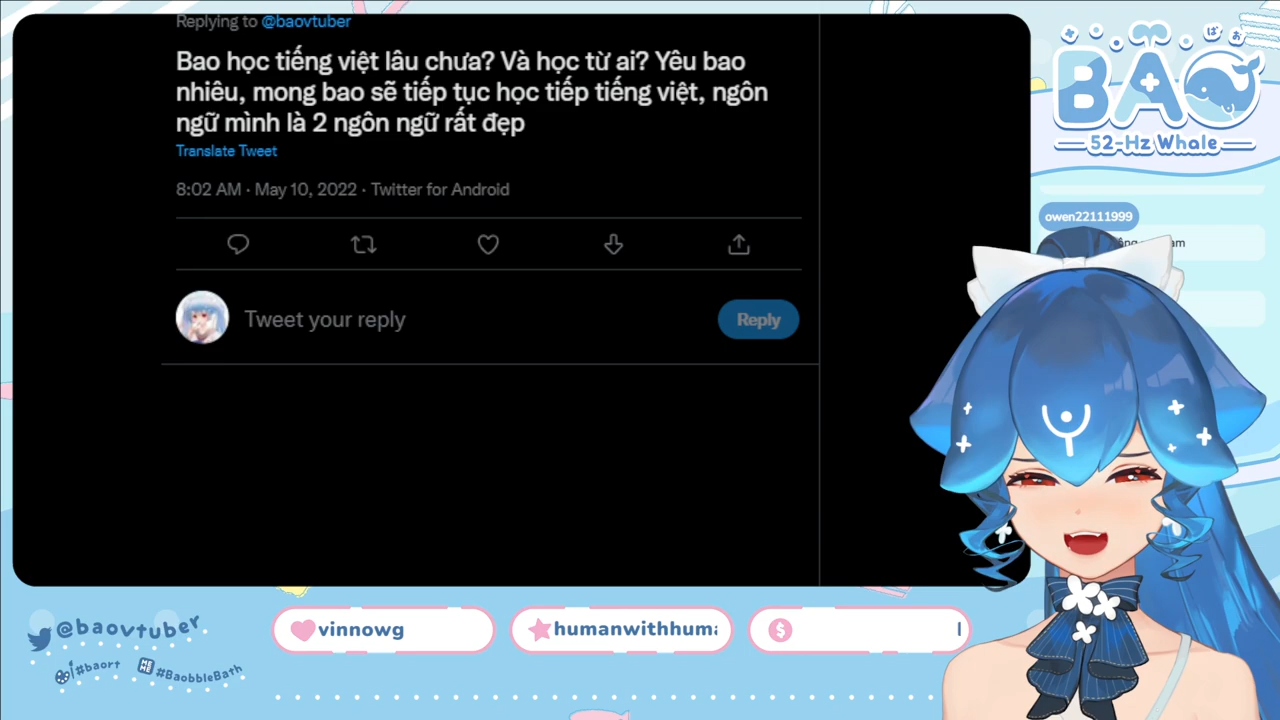 Replying to @baovtuber
Bao học tiếng việt lâu chưa? Và học từ ai? Yêu bao
nhiêu, mong bao sẽ tiếp tục học tiếp tiếng việt, ngôn
ngữ mình là 2 ngôn ngữ rất đẹp
Translate Tweet
8:02 AM · May 10, 2022 · Twitter for Android
Tweet your reply
Reply
ばお
BAO
52-Hz Whale
owen22111999
@baovtuber
#baort
MEME
#BaobbleBath
vinnowg
humanwithhum